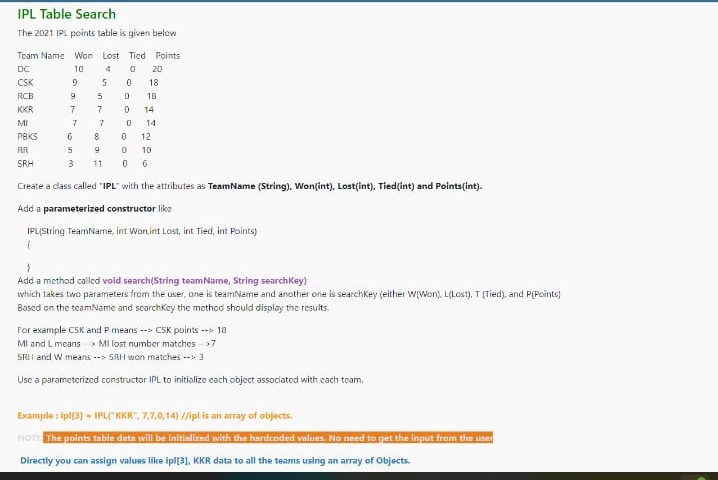 IPL Table Search
The 2021 IPL points table is given below
Team Name Won Lost Tied Points
DC 10 4 0 20
CSK 9 5 0 18
RCB 9 5 0 18
KKR 7 7 0 14
MI 7 7 0 14
PBKS 6 8 0 12
RR 5 9 0 10
SRH 3 11 0 6
Create a class called "IPL" with the attributes as TeamName (String), Won(int), Lost(int), Tied(int) and Points(int).
Add a parameterized constructor like
IPL(String TeamName, int Won,int Lost, int Tied, int Points)
{
}
Add a method called void search(String teamName, String searchKey)
which takes two parameters from the user, one is teamName and another one is searchKey (either W(Won), L(Lost), T (Tied), and P(Points)
Based on the teamName and searchKey the method should display the results.
For example CSK and P means --> CSK points --> 18
MI and L means --> MI lost number matches -->7
SRH and W means --> SRH won matches --> 3
Use a parameterized constructor IPL to initialize each object associated with each team.
Example : ipl[3] = IPL("KKR", 7,7,0,14) //ipl is an array of objects.
NOTE: The points table data will be initialized with the hardcoded values. No need to get the input from the user
Directly you can assign values like ipl[3], KKR data to all the teams using an array of Objects.